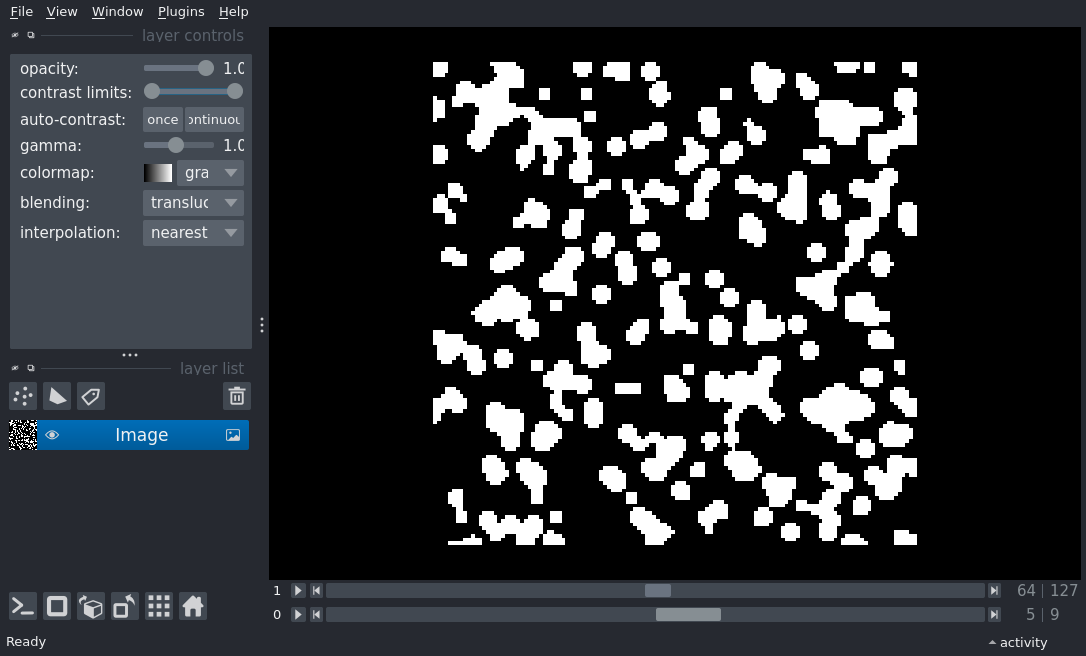 File View Window Plugins Help
layer controls
opacity: 1.0
contrast limits:
auto-contrast: once ontinuou
gamma: 1.0
colormap: gra
blending: transluc
interpolation: nearest
layer list
Image
1 64 | 127
0 5 | 9
Ready activity